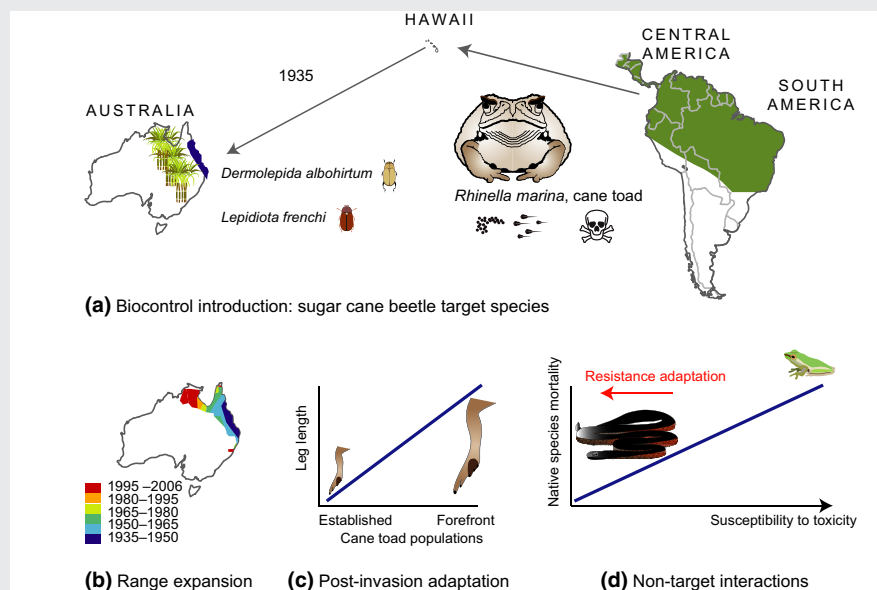 HAWAII
CENTRAL
AMERICA
SOUTH
AMERICA
1935
AUSTRALIA
Dermolepida albohirtum
Lepidiota frenchi
Rhinella marina, cane toad
(a) Biocontrol introduction: sugar cane beetle target species
1995 –2006
1980–1995
1965–1980
1950–1965
1935–1950
(b) Range expansion
Leg length
Established
Forefront
Cane toad populations
(c) Post-invasion adaptation
Native species mortality
Resistance adaptation
Susceptibility to toxicity
(d) Non-target interactions